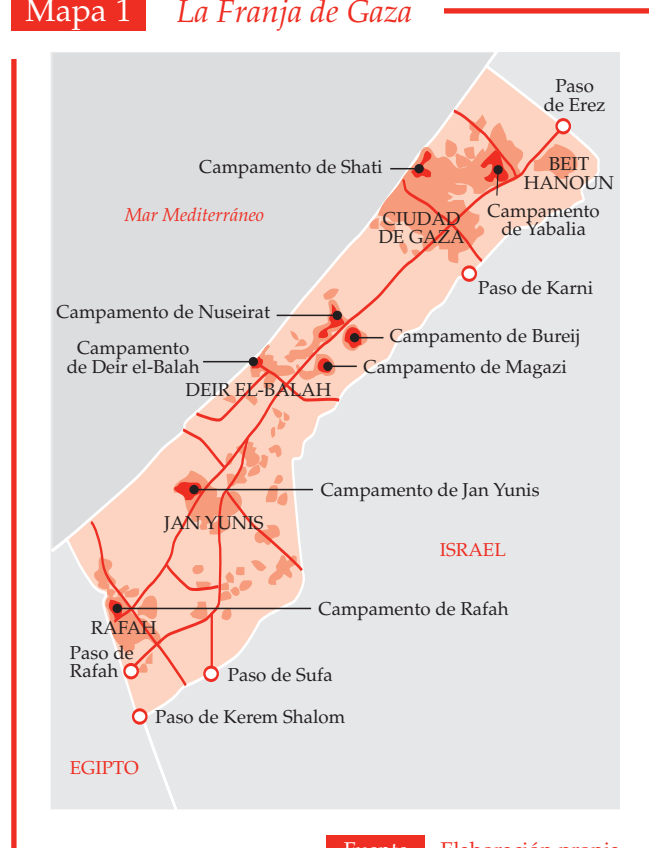 Mapa 1 La Franja de Gaza
Paso
de Erez
Campamento de Shati
BEIT
HANOUN
Mar Mediterráneo
CIUDAD
DE GAZA
Campamento
de Yabalia
Paso de Karni
Campamento de Nuseirat
Campamento de Bureij
Campamento
de Deir el-Balah
Campamento de Magazi
DEIR EL-BALAH
Campamento de Jan Yunis
JAN YUNIS
ISRAEL
Campamento de Rafah
RAFAH
Paso de
Rafah
Paso de Sufa
Paso de Kerem Shalom
EGIPTO
Fuente Elaboración propia